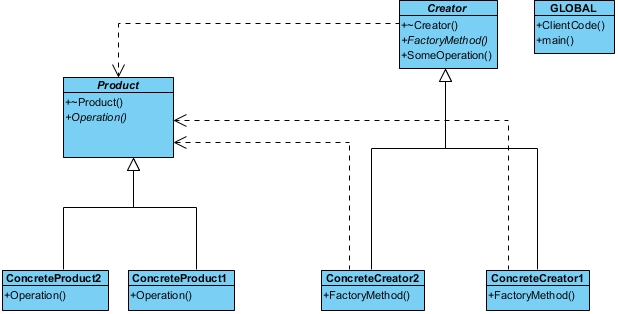 Creator
+~Creator()
+FactoryMethod()
+SomeOperation()
GLOBAL
+ClientCode()
+main()
Product
+~Product()
+Operation()
ConcreteProduct2
+Operation()
ConcreteProduct1
+Operation()
ConcreteCreator2
+FactoryMethod()
ConcreteCreator1
+FactoryMethod()